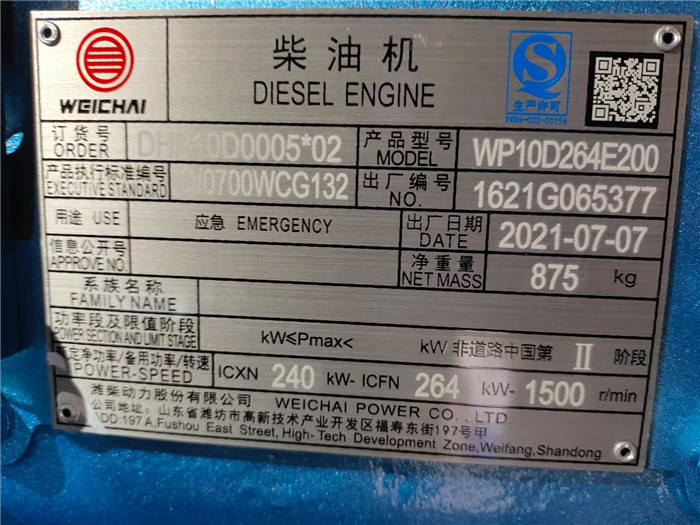 WEICHAI
柴油机
DIESEL ENGINE
生产许可
XK06-002-00156
订货号 ORDER 10D0005*02 产品型号 MODEL WP10D264E200
产品执行标准编号 EXECUTIVE STANDARD 0700WCG132 出厂编号 NO. 1621G065377
用途 USE 应急 EMERGENCY 出厂日期 DATE 2021-07-07
信息公开号 APPROVE NO 净重量 NET MASS 875 kg
系族名称 FAMILY NAME
功率段及限值阶段 POWER SECTION AND LIMIT STAGE kW≤Pmax< kW 非道路中国第 II 阶段
定净功率/备用功率/转速 POWER-SPEED ICXN 240 kW- ICFN 264 kW- 1500 r/min
潍柴动力股份有限公司 WEICHAI POWER CO., LTD
公司地址: 山东省潍坊市高新技术产业开发区福寿东街197号甲
DD:197 A,Fushou East Street, High-Tech Development Zone,Weifang,Shandong